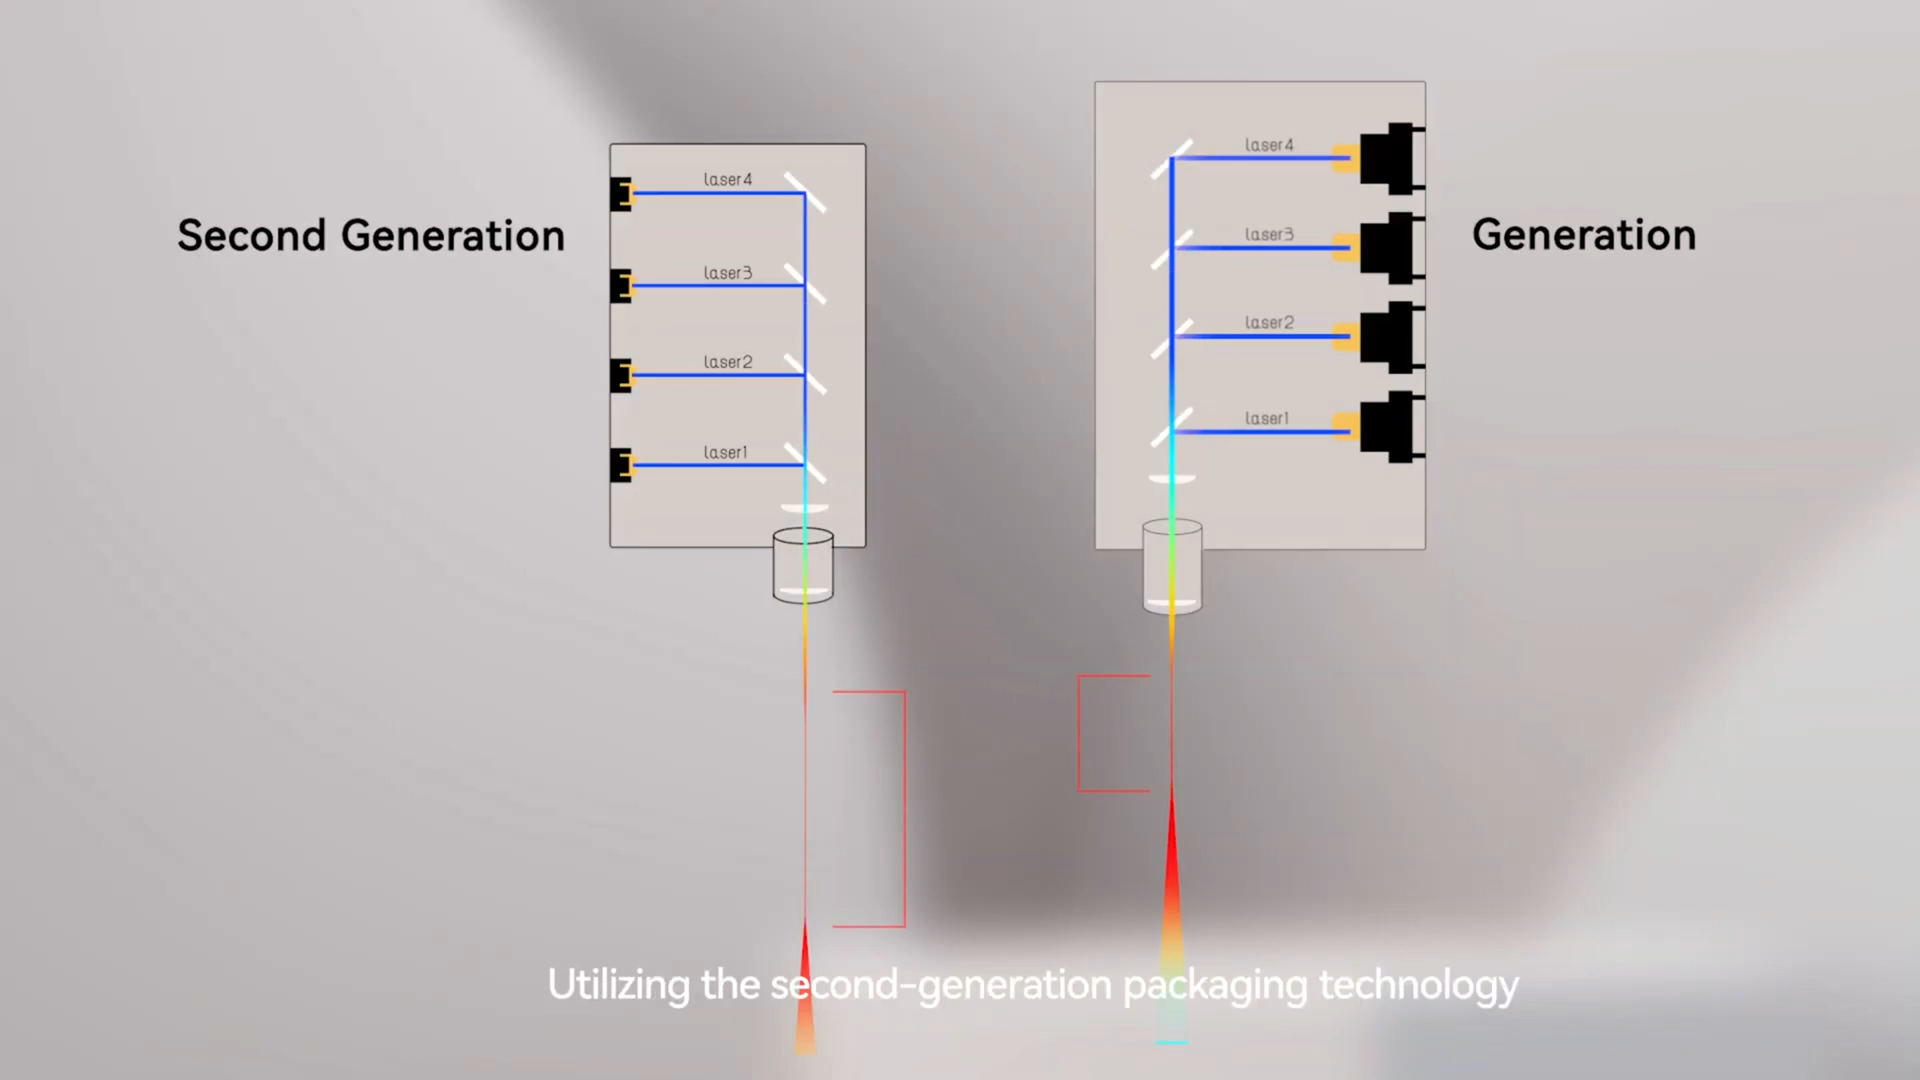 Second Generation
laser4
laser3
laser2
laser1
laser4
laser3
laser2
laser1
Generation
Utilizing the second-generation packaging technology